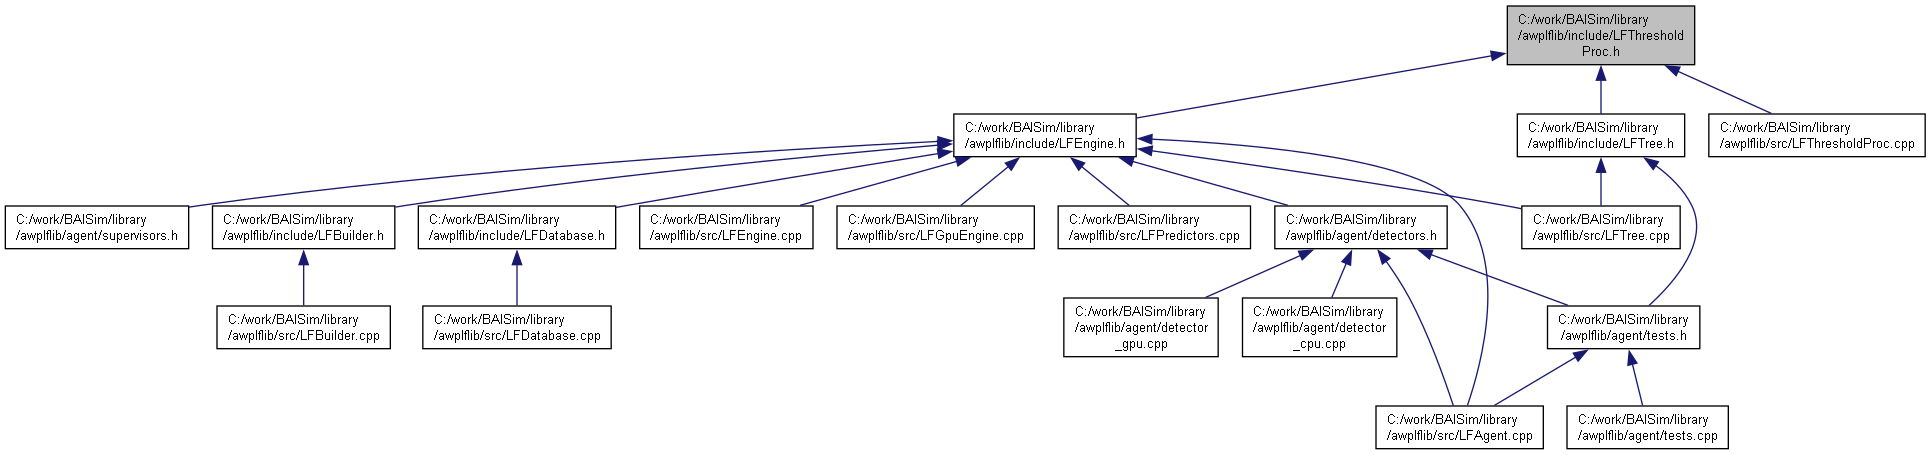 C:/work/BAISim/library
/awplflib/include/LFThreshold
Proc.h
C:/work/BAISim/library
/awplflib/include/LFEngine.h
C:/work/BAISim/library
/awplflib/include/LFTree.h
C:/work/BAISim/library
/awplflib/src/LFThresholdProc.cpp
C:/work/BAISim/library
/awplflib/agent/supervisors.h
C:/work/BAISim/library
/awplflib/include/LFBuilder.h
C:/work/BAISim/library
/awplflib/include/LFDatabase.h
C:/work/BAISim/library
/awplflib/src/LFEngine.cpp
C:/work/BAISim/library
/awplflib/src/LFGpuEngine.cpp
C:/work/BAISim/library
/awplflib/src/LFPredictors.cpp
C:/work/BAISim/library
/awplflib/agent/detectors.h
C:/work/BAISim/library
/awplflib/src/LFTree.cpp
C:/work/BAISim/library
/awplflib/src/LFBuilder.cpp
C:/work/BAISim/library
/awplflib/src/LFDatabase.cpp
C:/work/BAISim/library
/awplflib/agent/detector
_gpu.cpp
C:/work/BAISim/library
/awplflib/agent/detector
_cpu.cpp
C:/work/BAISim/library
/awplflib/agent/tests.h
C:/work/BAISim/library
/awplflib/src/LFAgent.cpp
C:/work/BAISim/library
/awplflib/agent/tests.cpp